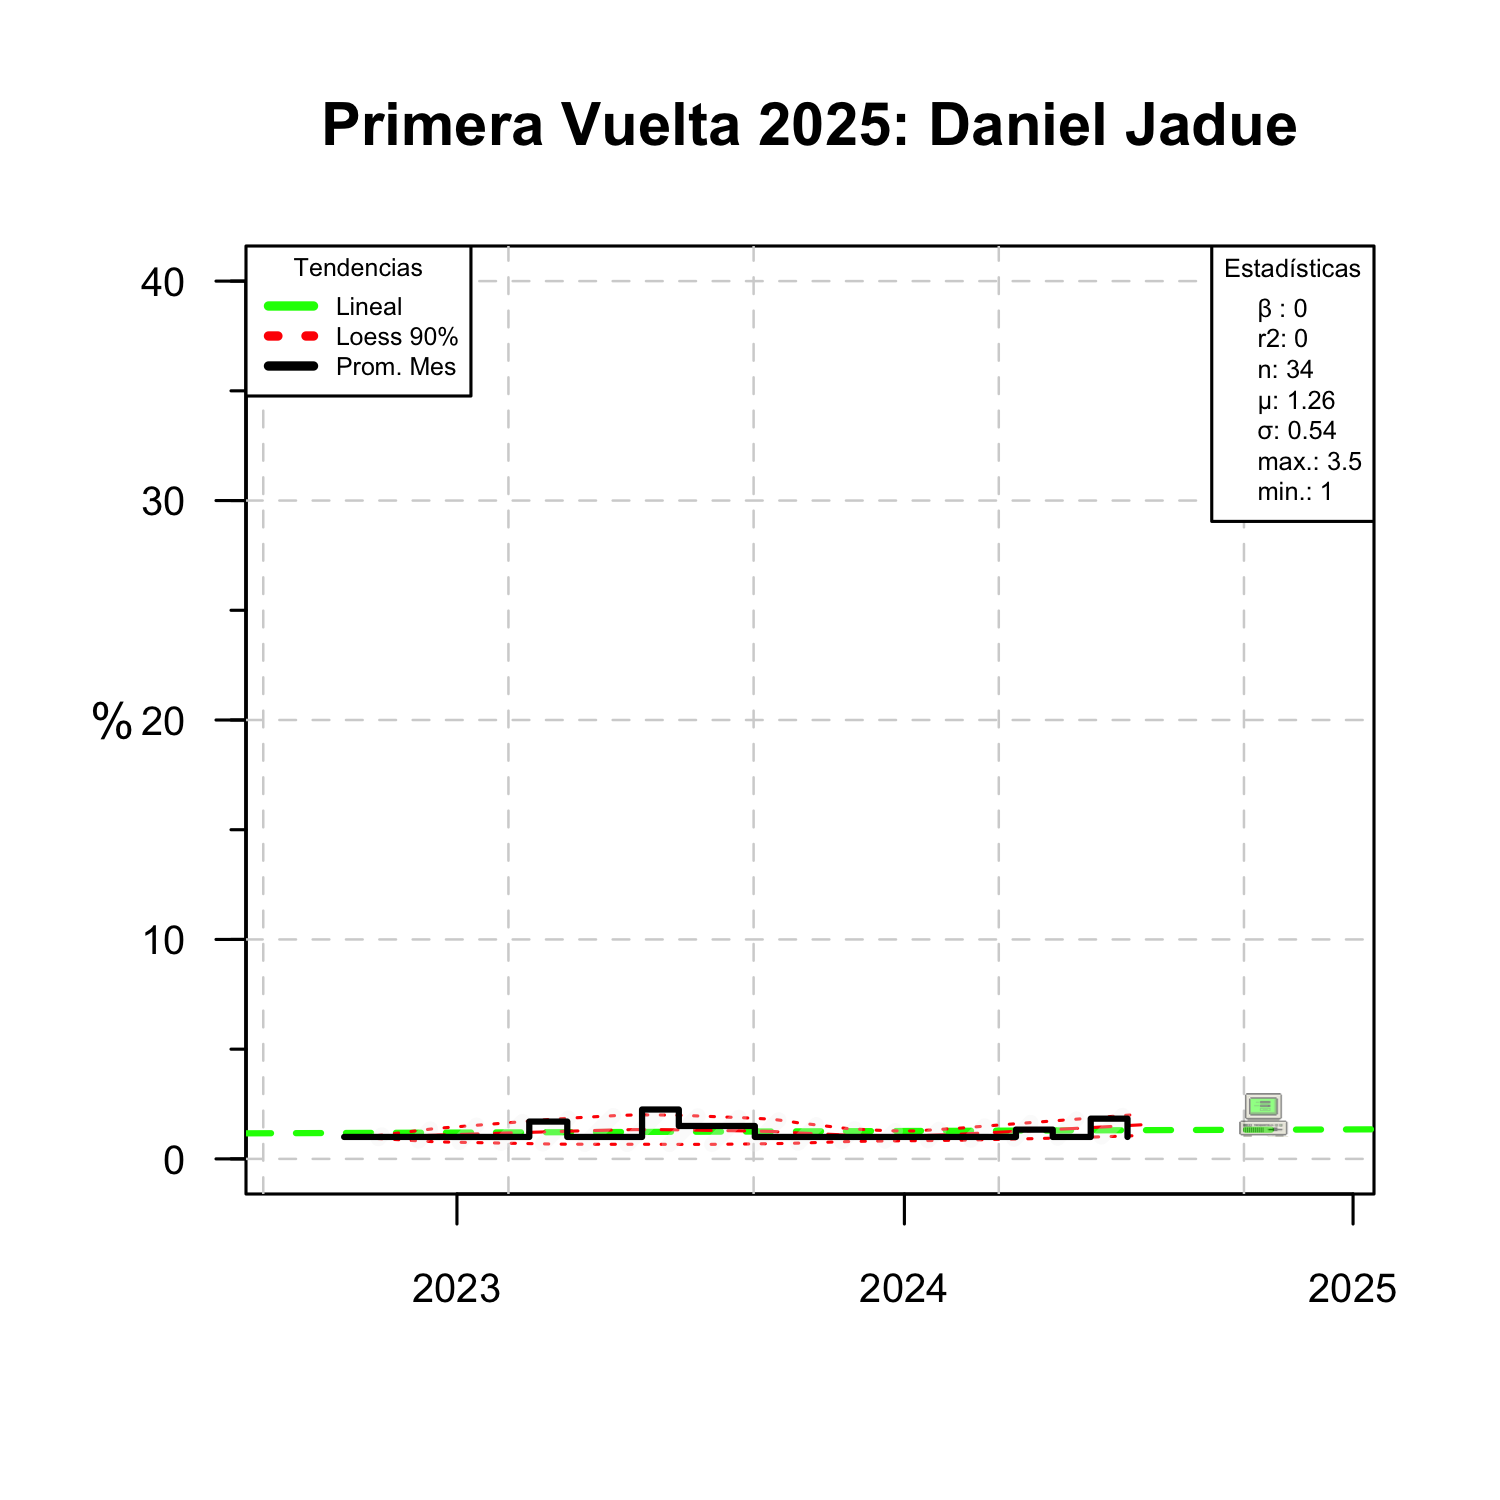 Primera Vuelta 2025: Daniel Jadue
Tendencias
Lineal
Loess 90%
Prom. Mes
Estadísticas
β : 0
r2: 0
n: 34
μ: 1.26
σ: 0.54
max.: 3.5
min.: 1
%
40
30
20
10
0
2023
2024
2025